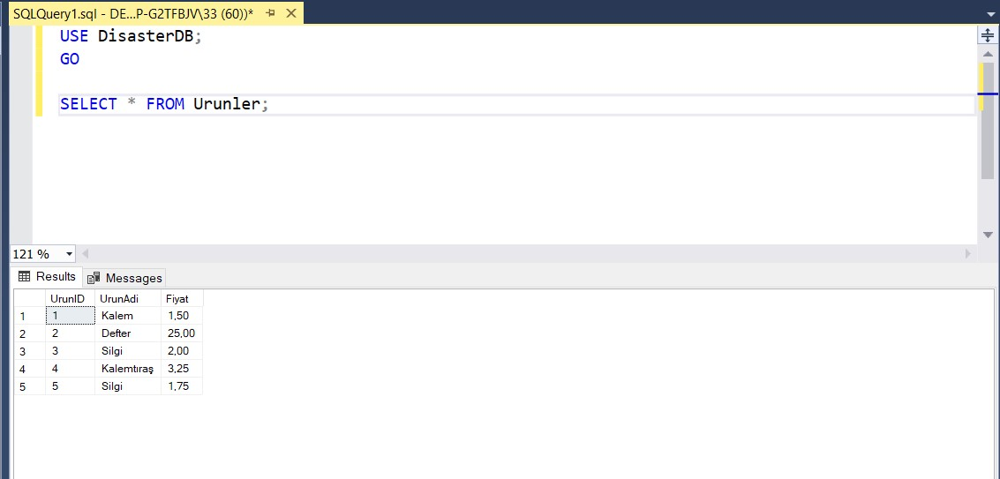 SQLQuery1.sql - DE...P-G2TFBJV\33 (60))*
USE DisasterDB;
GO
SELECT * FROM Urunler;
121 %
Results Messages
UrunID UrunAdi Fiyat
1 1 Kalem 1,50
2 2 Defter 25,00
3 3 Silgi 2,00
4 4 Kalemtıraş 3,25
5 5 Silgi 1,75